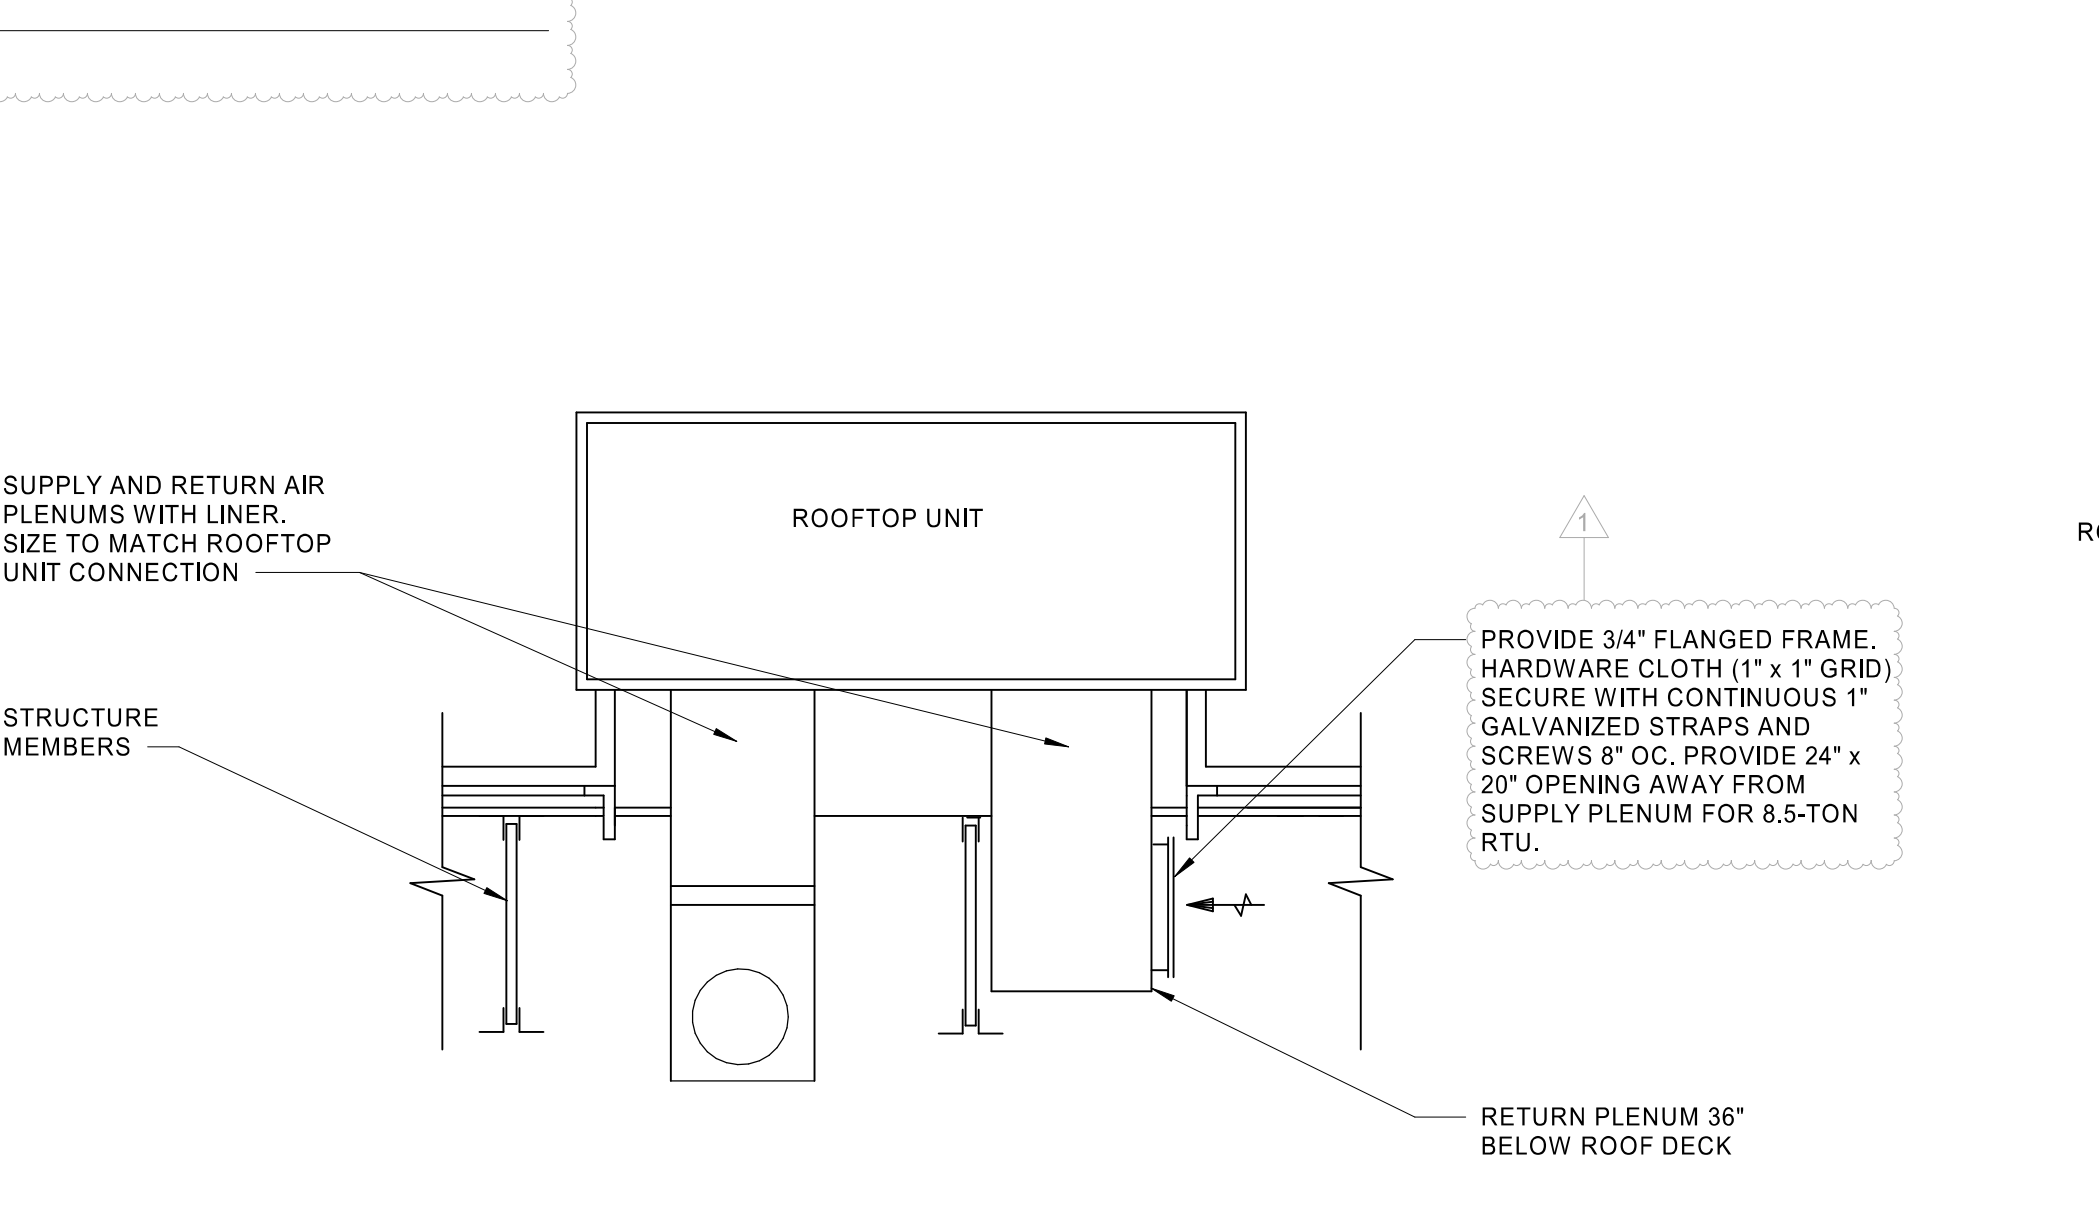 SUPPLY AND RETURN AIR
PLENUMS WITH LINER.
SIZE TO MATCH ROOFTOP
UNIT CONNECTION
STRUCTURE
MEMBERS
ROOFTOP UNIT
1
PROVIDE 3/4" FLANGED FRAME.
HARDWARE CLOTH (1" x 1" GRID)
SECURE WITH CONTINUOUS 1"
GALVANIZED STRAPS AND
SCREWS 8" OC. PROVIDE 24" x
20" OPENING AWAY FROM
SUPPLY PLENUM FOR 8.5-TON
RTU.
RETURN PLENUM 36"
BELOW ROOF DECK